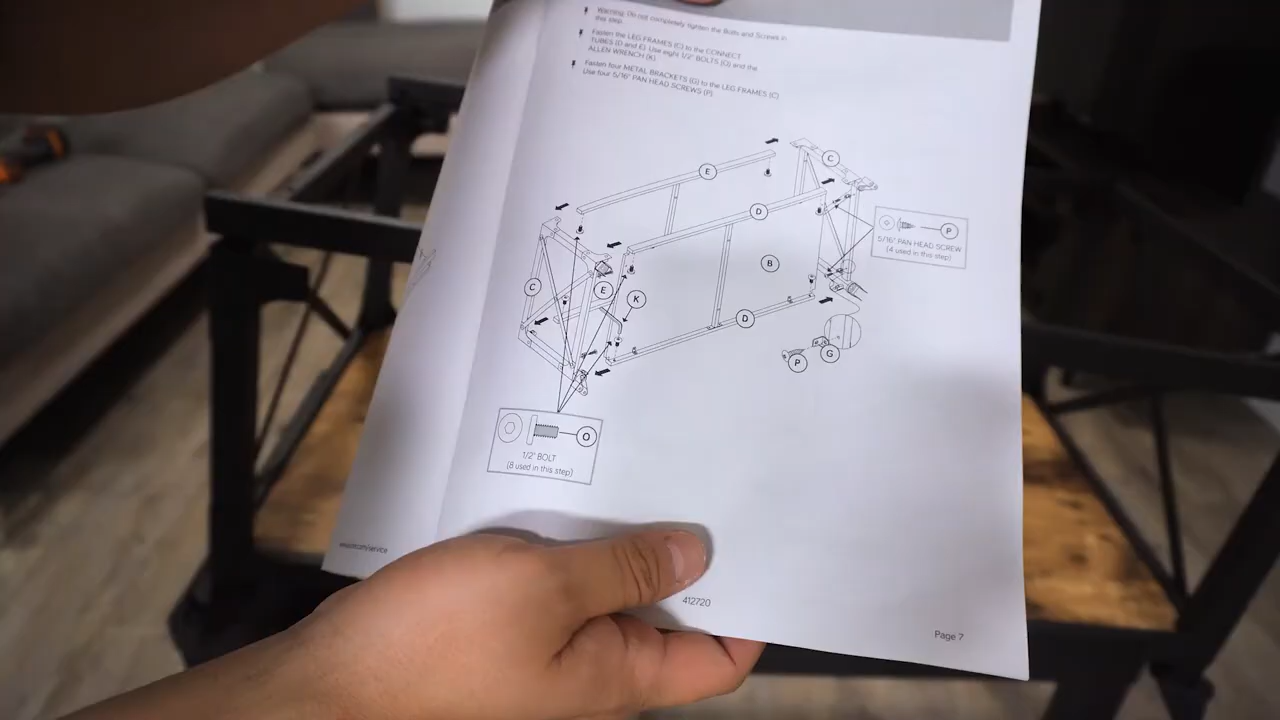 Warning: Do not completely tighten the Bolts and Screws in
this step.
Fasten the LEG FRAMES (C) to the CONNECT
TUBES (D and E). Use eight 1/2" BOLTS (O) and the
ALLEN WRENCH (K).
Fasten four METAL BRACKETS (G) to the LEG FRAMES (C)
Use four 5/16" PAN HEAD SCREWS (P)
C
E
D
P
5/16" PAN HEAD SCREW
(4 used in this step)
B
C
E
K
D
P
G
O
1/2" BOLT
(8 used in this step)
412720
Page 7